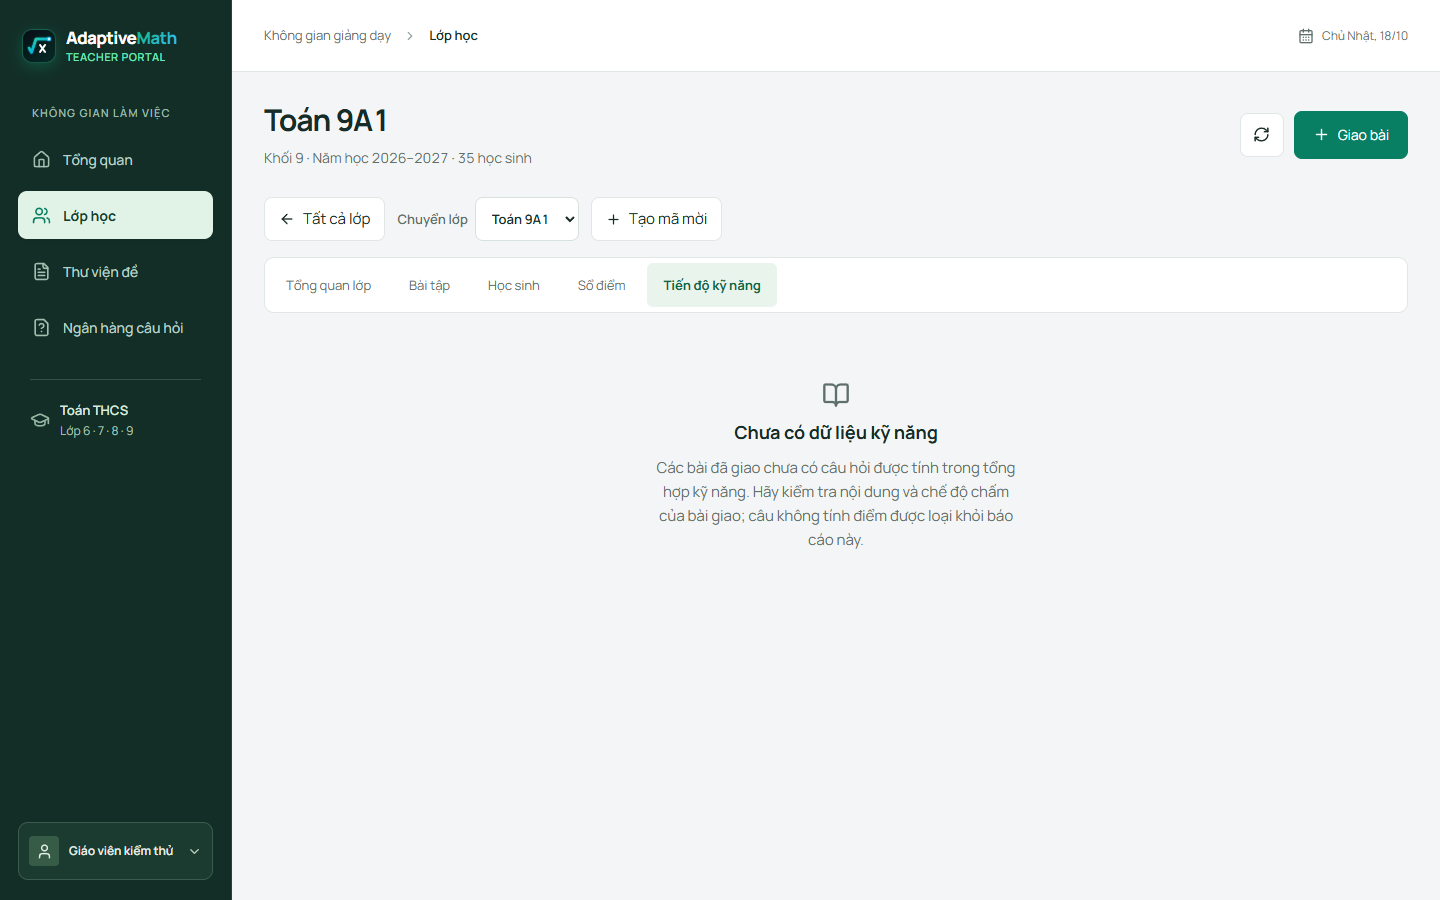 AdaptiveMath
TEACHER PORTAL
KHÔNG GIAN LÀM VIỆC
Tổng quan
Lớp học
Thư viện đề
Ngân hàng câu hỏi
Toán THCS
Lớp 6 · 7 · 8 · 9
Giáo viên kiểm thử
Không gian giảng dạy
Lớp học
Chủ Nhật, 18/10
Toán 9A1
Khối 9 · Năm học 2026–2027 · 35 học sinh
Giao bài
Tất cả lớp
Chuyển lớp
Toán 9A1
Tạo mã mời
Tổng quan lớp
Bài tập
Học sinh
Sổ điểm
Tiến độ kỹ năng
Chưa có dữ liệu kỹ năng
Các bài đã giao chưa có câu hỏi được tính trong tổng
hợp kỹ năng. Hãy kiểm tra nội dung và chế độ chấm
của bài giao; câu không tính điểm được loại khỏi báo
cáo này.